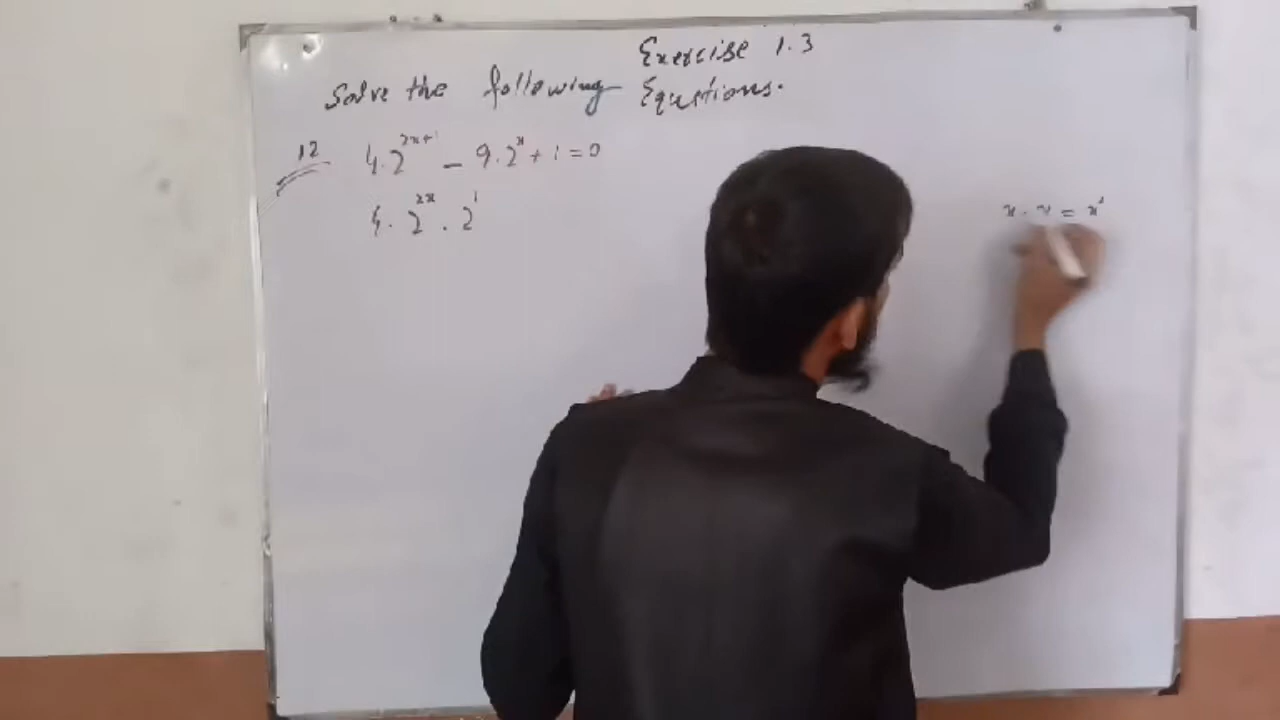 Exercise 1.3
Solve the following Equations.
12 4.2^{2x+1} - 9.2^x + 1 = 0
4. 2^{2x} . 2^1
x . x = x^2